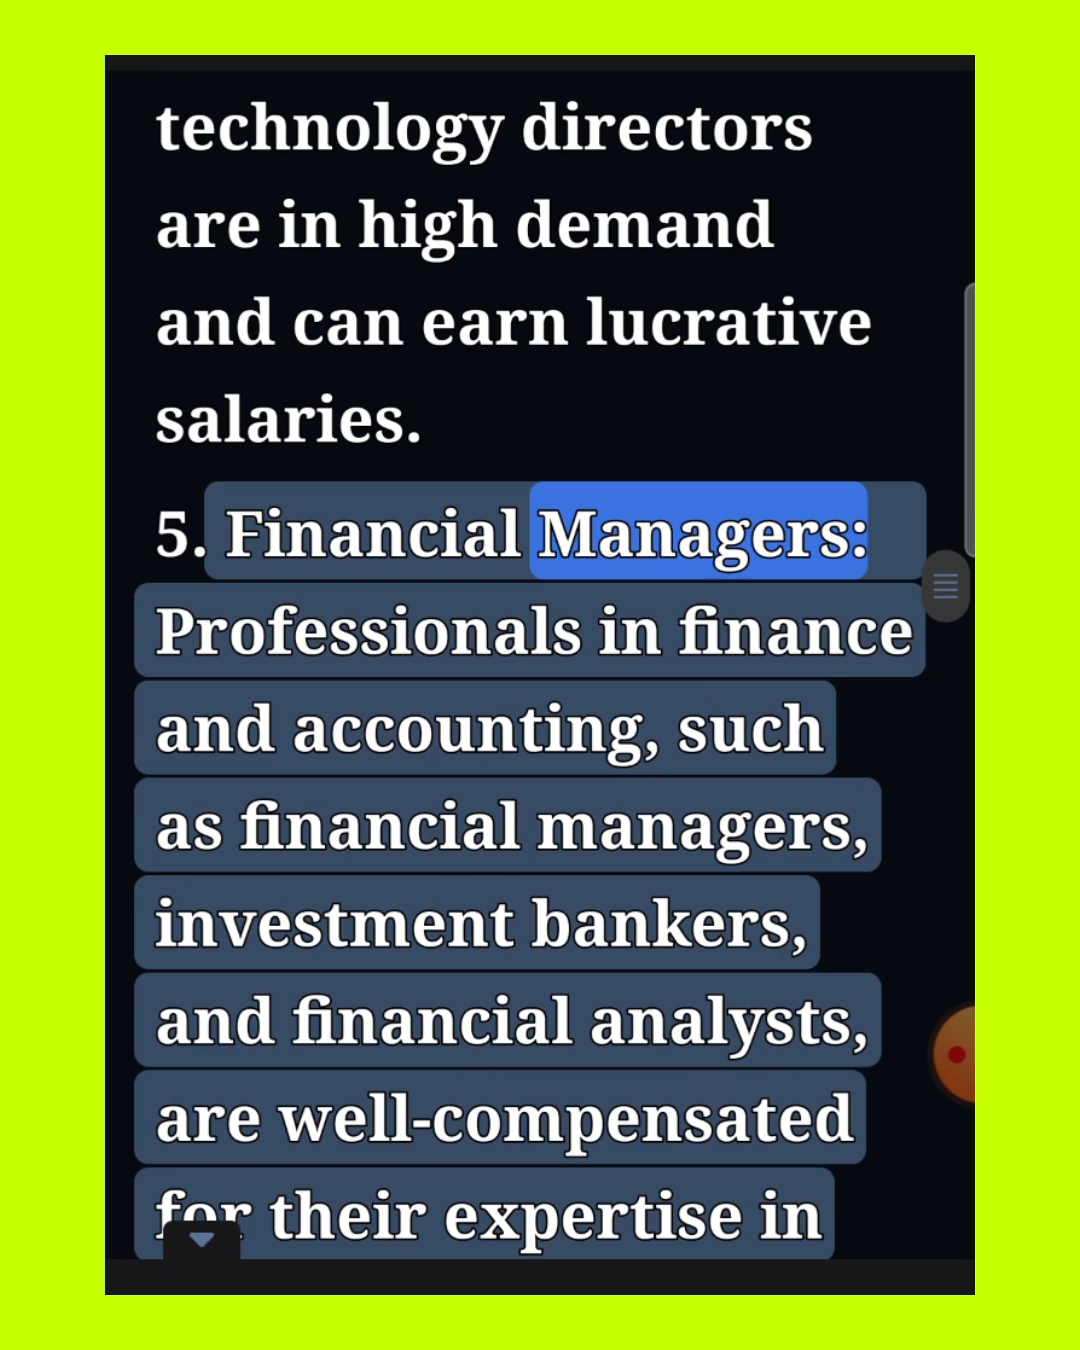 technology directors
are in high demand
and can earn lucrative
salaries.
5. Financial Managers:
Professionals in finance
and accounting, such
as financial managers,
investment bankers,
and financial analysts,
are well-compensated
for their expertise in